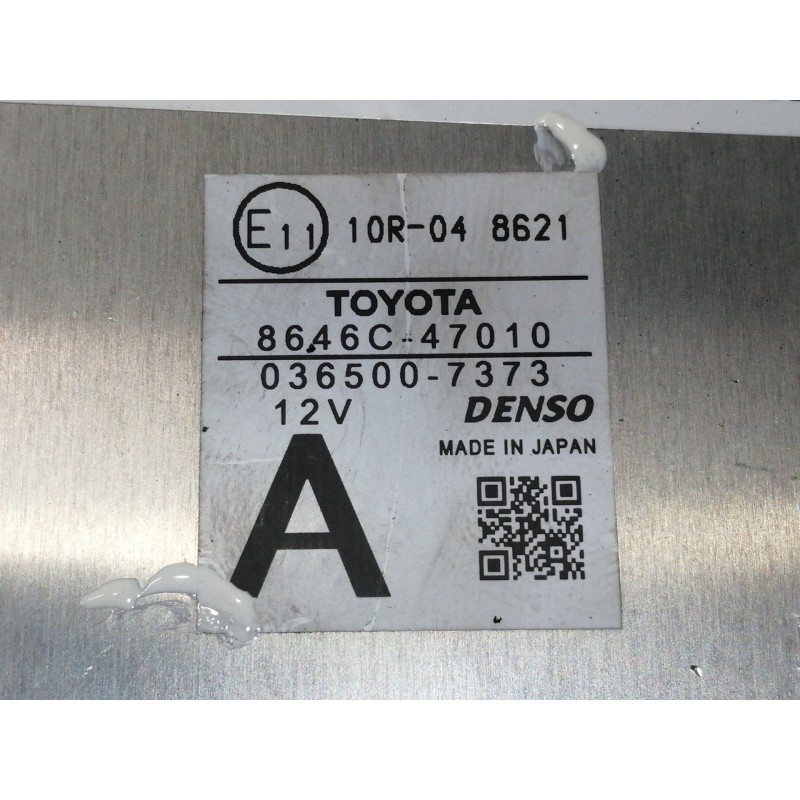 E11 10R-04 8621
TOYOTA
8646C-47010
036500-7373
12V DENSO
MADE IN JAPAN
A